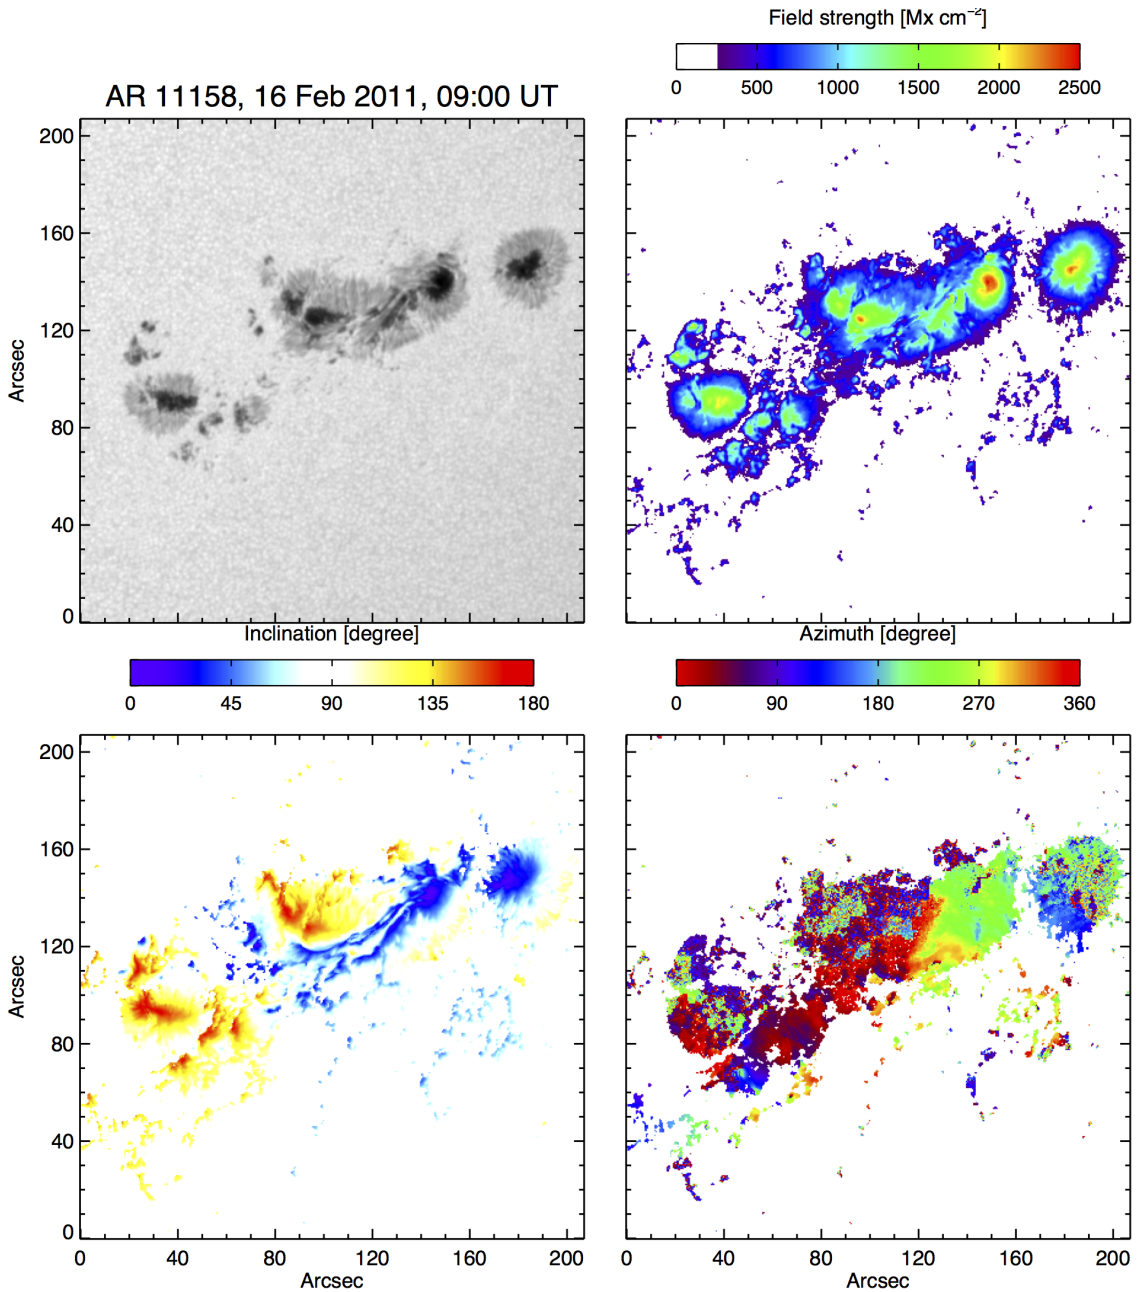 Field strength [Mx cm⁻²]
0 500 1000 1500 2000 2500
AR 11158, 16 Feb 2011, 09:00 UT
200
160
120
80
40
0
Arcsec
Inclination [degree]
0 45 90 135 180
Azimuth [degree]
0 90 180 270 360
200
160
120
80
40
0
Arcsec
0 40 80 120 160 200
Arcsec
0 40 80 120 160 200
Arcsec